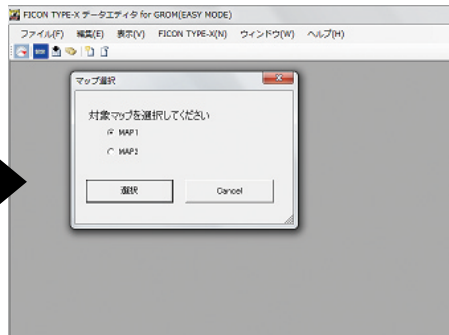 FICON TYPE-X データエディタ for GROM(EASY MODE)
ファイル(F) 編集(E) 表示(V) FICON TYPE-X(N) ウィンドウ(W) ヘルプ(H)
マップ選択
対象マップを選択してください
MAP1
MAP2
選択 Cancel